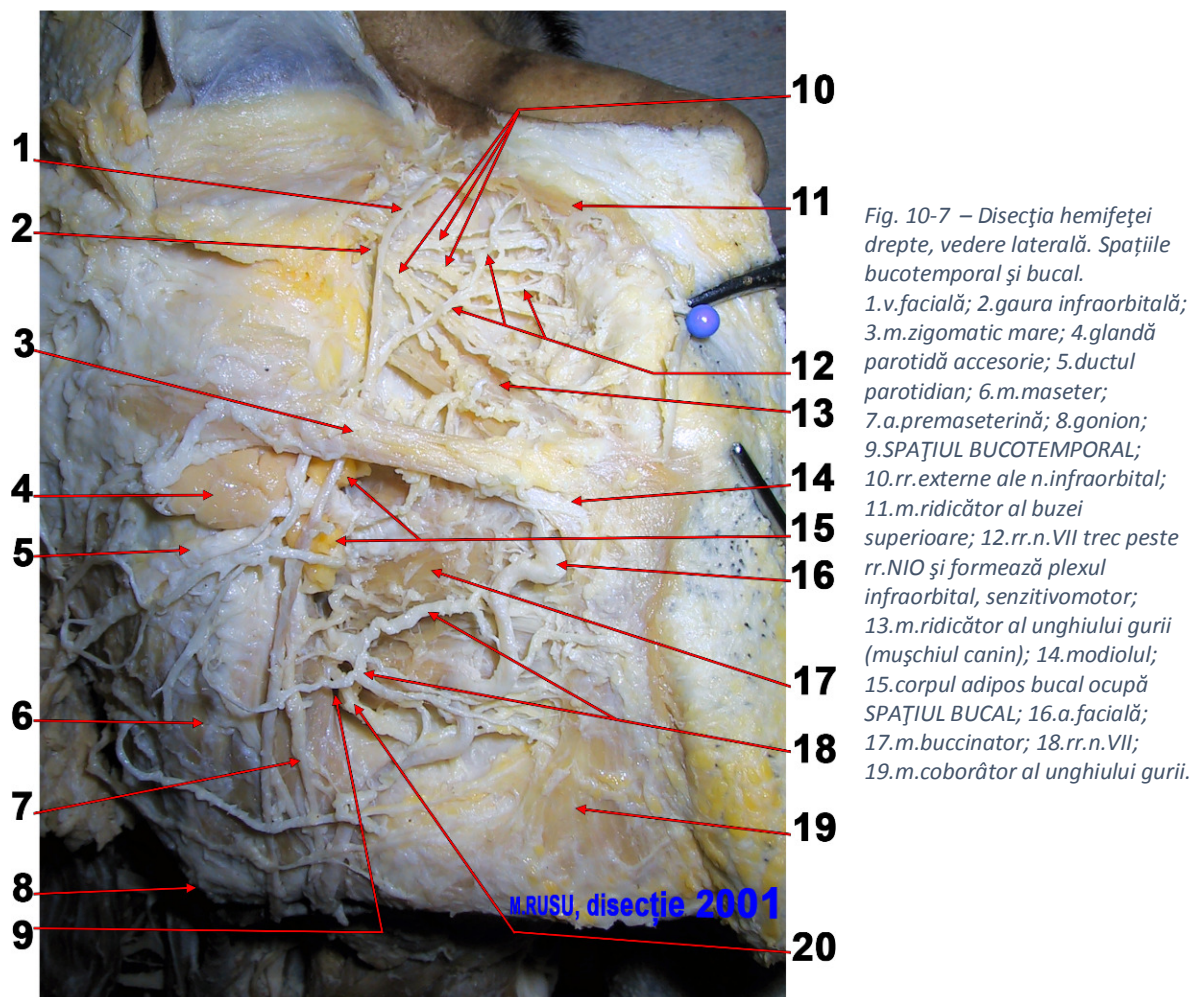 1
2
3
4
5
6
7
8
9
10
11
12
13
14
15
16
17
18
19
20
M.RUSU, disecţie 2001
Fig. 10-7 – Disecţia hemifeţei
drepte, vedere laterală. Spațiile
bucotemporal şi bucal.
1.v.facială; 2.gaura infraorbitală;
3.m.zigomatic mare; 4.glandă
parotidă accesorie; 5.ductul
parotidian; 6.m.maseter;
7.a.premaseterină; 8.gonion;
9.SPAŢIUL BUCOTEMPORAL;
10.rr.externe ale n.infraorbital;
11.m.ridicător al buzei
superioare; 12.rr.n.VII trec peste
rr.NIO şi formează plexul
infraorbital, senzitivomotor;
13.m.ridicător al unghiului gurii
(muşchiul canin); 14.modiolul;
15.corpul adipos bucal ocupă
SPAŢIUL BUCAL; 16.a.facială;
17.m.buccinator; 18.rr.n.VII;
19.m.coborâtor al unghiului gurii.